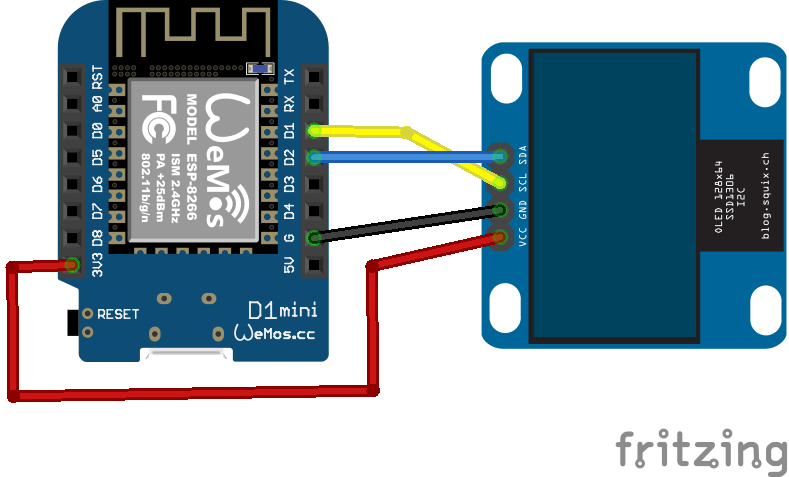 RST
A0
D0
D5
D6
D7
D8
3V3
TX
RX
D1
D2
D3
D4
G
5V
WeMos
MODEL ESP-8266
FC
ISM 2.4GHz
PA +25dBm
802.11b/g/n
RESET
D1 mini
WeMos.cc
SDA
SCL
GND
VCC
OLED 128x64
SSD1306
I2C
blog.squix.ch
fritzing